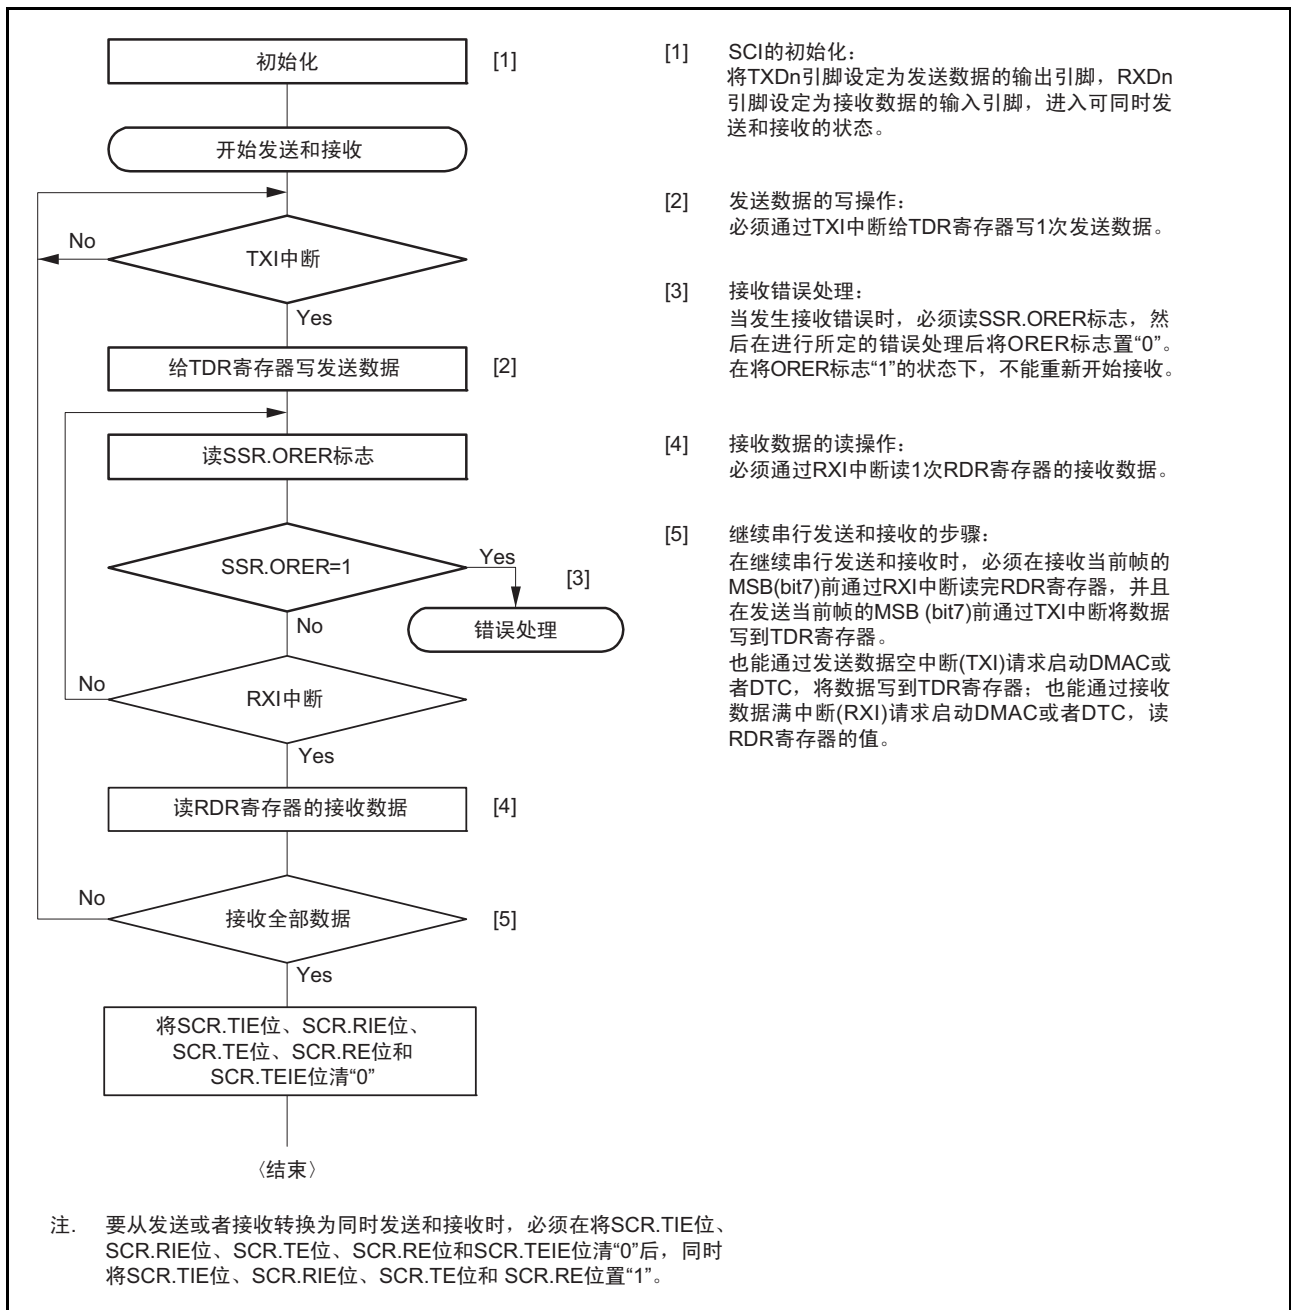 初始化
[1]
开始发送和接收
No
TXI中断
Yes
给TDR寄存器写发送数据
[2]
读SSR.ORER标志
SSR.ORER=1
Yes
[3]
No
错误处理
No
RXI中断
Yes
读RDR寄存器的接收数据
[4]
No
接收全部数据
[5]
Yes
将SCR.TIE位、SCR.RIE位、
SCR.TE位、SCR.RE位和
SCR.TEIE位清“0”
〈结束〉
[1] SCI的初始化：
将TXDn引脚设定为发送数据的输出引脚，RXDn
引脚设定为接收数据的输入引脚，进入可同时发
送和接收的状态。
[2] 发送数据的写操作：
必须通过TXI中断给TDR寄存器写1次发送数据。
[3] 接收错误处理：
当发生接收错误时，必须读SSR.ORER标志，然
后在进行所定的错误处理后将ORER标志置“0”。
在将ORER标志“1”的状态下，不能重新开始接收。
[4] 接收数据的读操作：
必须通过RXI中断读1次RDR寄存器的接收数据。
[5] 继续串行发送和接收的步骤：
在继续串行发送和接收时，必须在接收当前帧的
MSB(bit7)前通过RXI中断读完RDR寄存器，并且
在发送当前帧的MSB (bit7)前通过TXI中断将数据
写到TDR寄存器。
也能通过发送数据空中断(TXI)请求启动DMAC或
者DTC，将数据写到TDR寄存器；也能通过接收
数据满中断(RXI)请求启动DMAC或者DTC，读
RDR寄存器的值。
注. 要从发送或者接收转换为同时发送和接收时，必须在将SCR.TIE位、
SCR.RIE位、SCR.TE位、SCR.RE位和SCR.TEIE位清“0”后，同时
将SCR.TIE位、SCR.RIE位、SCR.TE位和 SCR.RE位置“1”。